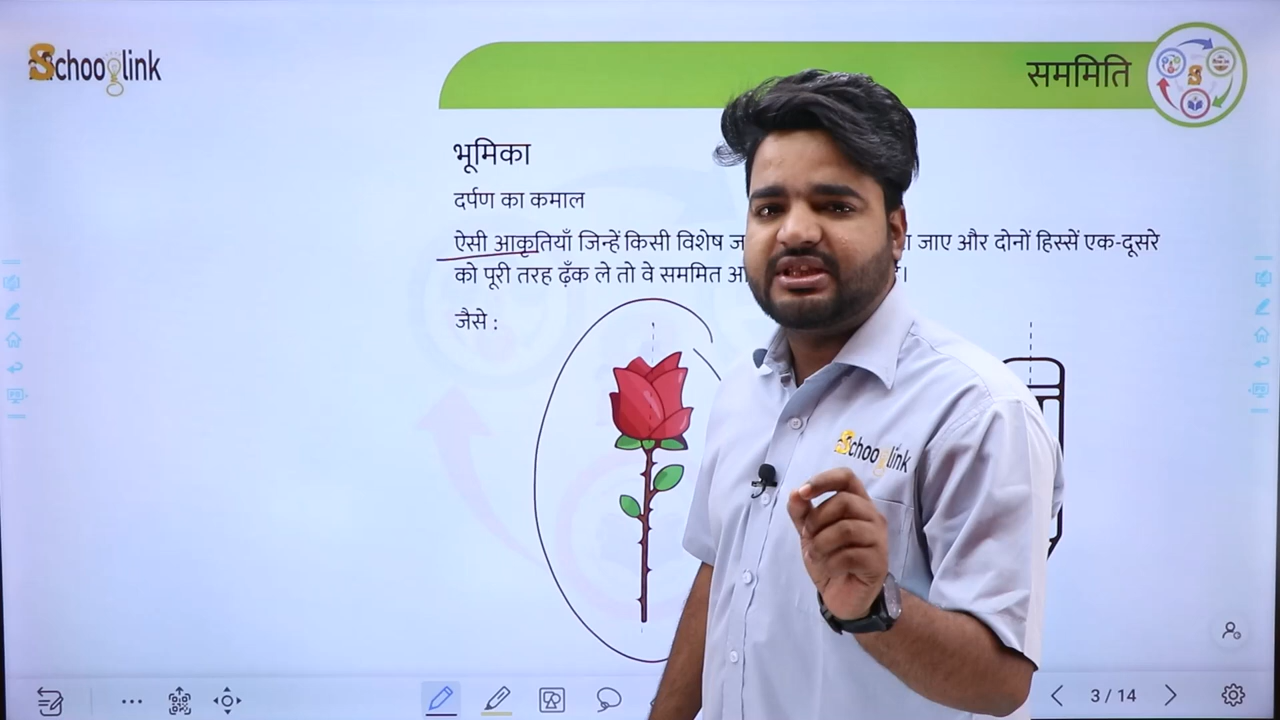 Schooglink
सममिति
भूमिका
दर्पण का कमाल
ऐसी आकृतियाँ जिन्हें किसी विशेष जाए और दोनों हिस्सें एक-दूसरे
को पूरी तरह ढ़ँक ले तो वे सममित
जैसे :
Schooglink
3 / 14